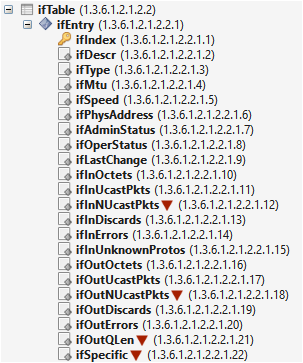 ifTable (1.3.6.1.2.1.2.2)
ifEntry (1.3.6.1.2.1.2.2.1)
ifIndex (1.3.6.1.2.1.2.2.1.1)
ifDescr (1.3.6.1.2.1.2.2.1.2)
ifType (1.3.6.1.2.1.2.2.1.3)
ifMtu (1.3.6.1.2.1.2.2.1.4)
ifSpeed (1.3.6.1.2.1.2.2.1.5)
ifPhysAddress (1.3.6.1.2.1.2.2.1.6)
ifAdminStatus (1.3.6.1.2.1.2.2.1.7)
ifOperStatus (1.3.6.1.2.1.2.2.1.8)
ifLastChange (1.3.6.1.2.1.2.2.1.9)
ifInOctets (1.3.6.1.2.1.2.2.1.10)
ifInUcastPkts (1.3.6.1.2.1.2.2.1.11)
ifInNUcastPkts (1.3.6.1.2.1.2.2.1.12)
ifInDiscards (1.3.6.1.2.1.2.2.1.13)
ifInErrors (1.3.6.1.2.1.2.2.1.14)
ifInUnknownProtos (1.3.6.1.2.1.2.2.1.15)
ifOutOctets (1.3.6.1.2.1.2.2.1.16)
ifOutUcastPkts (1.3.6.1.2.1.2.2.1.17)
ifOutNUcastPkts (1.3.6.1.2.1.2.2.1.18)
ifOutDiscards (1.3.6.1.2.1.2.2.1.19)
ifOutErrors (1.3.6.1.2.1.2.2.1.20)
ifOutQLen (1.3.6.1.2.1.2.2.1.21)
ifSpecific (1.3.6.1.2.1.2.2.1.22)